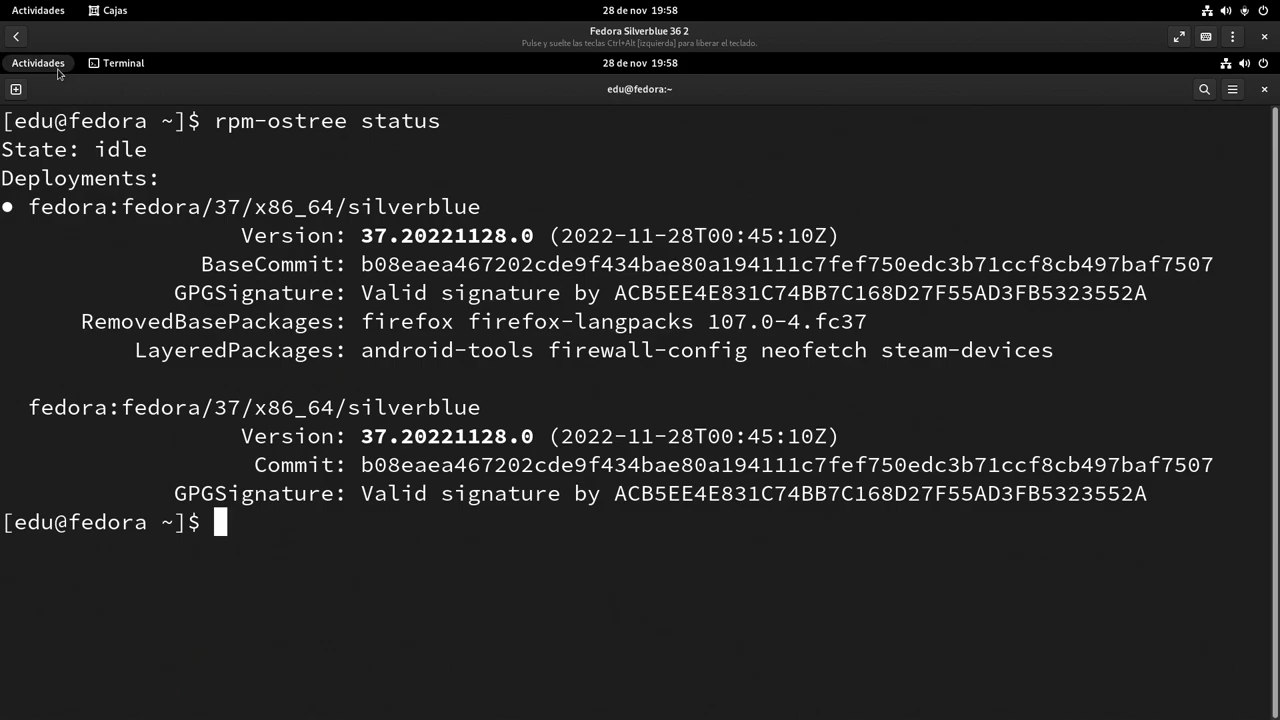 Actividades Cajas 28 de nov 19:58
Fedora Silverblue 36 2
Pulse y suelte las teclas Ctrl+Alt [izquierda] para liberar el teclado.
Actividades Terminal 28 de nov 19:58
edu@fedora:~
[edu@fedora ~]$ rpm-ostree status
State: idle
Deployments:
● fedora:fedora/37/x86_64/silverblue
Version: 37.20221128.0 (2022-11-28T00:45:10Z)
BaseCommit: b08eaea467202cde9f434bae80a194111c7fef750edc3b71ccf8cb497baf7507
GPGSignature: Valid signature by ACB5EE4E831C74BB7C168D27F55AD3FB5323552A
RemovedBasePackages: firefox firefox-langpacks 107.0-4.fc37
LayeredPackages: android-tools firewall-config neofetch steam-devices
fedora:fedora/37/x86_64/silverblue
Version: 37.20221128.0 (2022-11-28T00:45:10Z)
Commit: b08eaea467202cde9f434bae80a194111c7fef750edc3b71ccf8cb497baf7507
GPGSignature: Valid signature by ACB5EE4E831C74BB7C168D27F55AD3FB5323552A
[edu@fedora ~]$